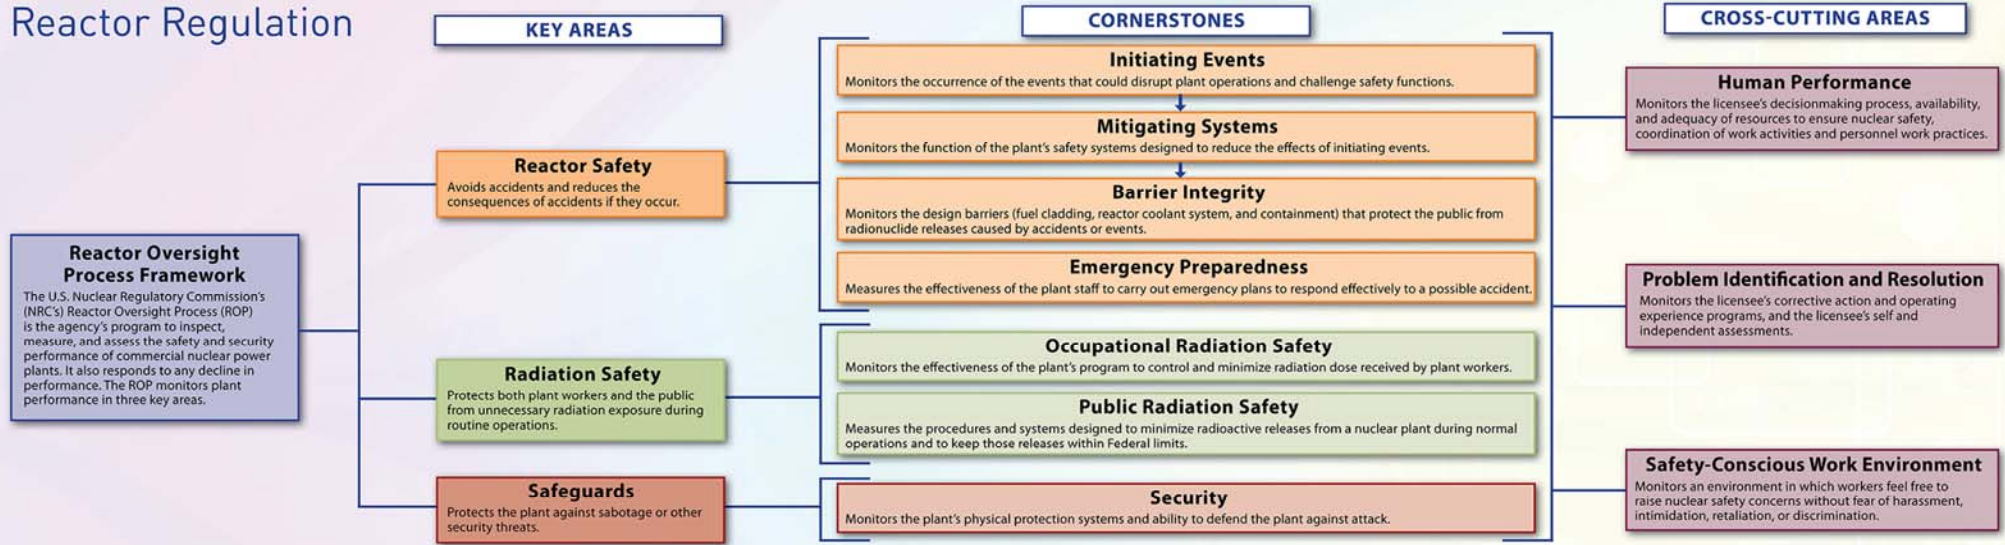 Reactor Regulation
KEY AREAS
CORNERSTONES
CROSS-CUTTING AREAS
Reactor Oversight
Process Framework
The U.S. Nuclear Regulatory Commission's
(NRC's) Reactor Oversight Process (ROP)
is the agency's program to inspect,
measure, and assess the safety and security
performance of commercial nuclear power
plants. It also responds to any decline in
performance. The ROP monitors plant
performance in three key areas.
Reactor Safety
Avoids accidents and reduces the
consequences of accidents if they occur.
Radiation Safety
Protects both plant workers and the public
from unnecessary radiation exposure during
routine operations.
Safeguards
Protects the plant against sabotage or other
security threats.
Initiating Events
Monitors the occurrence of the events that could disrupt plant operations and challenge safety functions.
Mitigating Systems
Monitors the function of the plant's safety systems designed to reduce the effects of initiating events.
Barrier Integrity
Monitors the design barriers (fuel cladding, reactor coolant system, and containment) that protect the public from
radionuclide releases caused by accidents or events.
Emergency Preparedness
Measures the effectiveness of the plant staff to carry out emergency plans to respond effectively to a possible accident.
Occupational Radiation Safety
Monitors the effectiveness of the plant's program to control and minimize radiation dose received by plant workers.
Public Radiation Safety
Measures the procedures and systems designed to minimize radioactive releases from a nuclear plant during normal
operations and to keep those releases within Federal limits.
Security
Monitors the plant's physical protection systems and ability to defend the plant against attack.
Human Performance
Monitors the licensee's decisionmaking process, availability,
and adequacy of resources to ensure nuclear safety,
coordination of work activities and personnel work practices.
Problem Identification and Resolution
Monitors the licensee's corrective action and operating
experience programs, and the licensee's self and
independent assessments.
Safety-Conscious Work Environment
Monitors an environment in which workers feel free to
raise nuclear safety concerns without fear of harassment,
intimidation, retaliation, or discrimination.